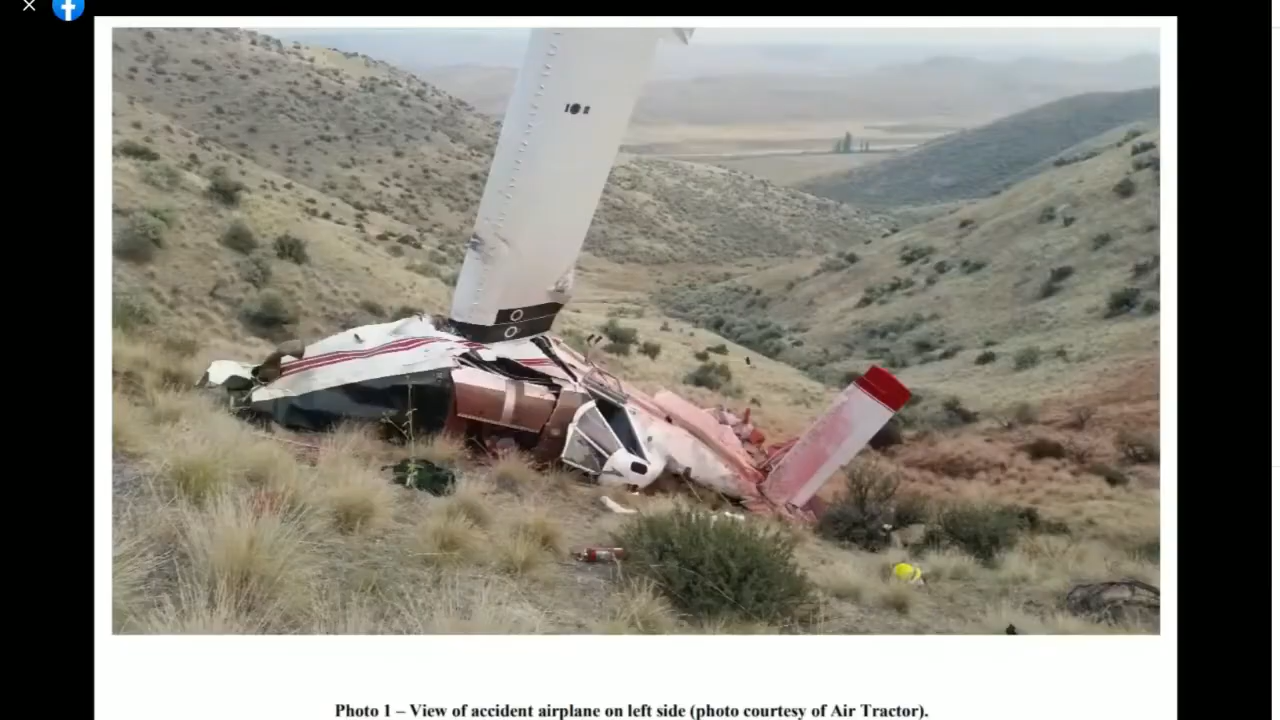 Photo 1 – View of accident airplane on left side (photo courtesy of Air Tractor).